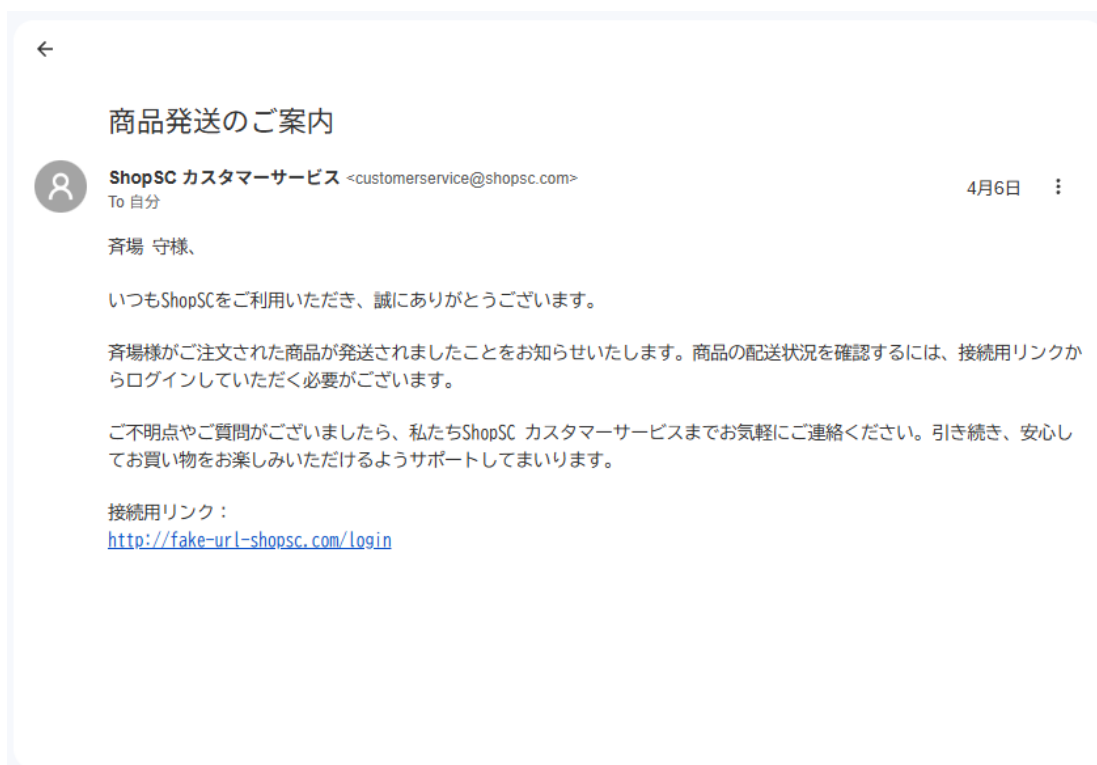 商品発送のご案内
ShopSC カスタマーサービス <customerservice@shopsc.com>
To 自分
4月6日
斉場 守様、
いつもShopSCをご利用いただき、誠にありがとうございます。
斉場様がご注文された商品が発送されましたことをお知らせいたします。商品の配送状況を確認するには、接続用リンクか
らログインしていただく必要がございます。
ご不明点やご質問がございましたら、私たちShopSC カスタマーサービスまでお気軽にご連絡ください。引き続き、安心し
てお買い物をお楽しみいただけるようサポートしてまいります。
接続用リンク：
http://fake-url-shopsc.com/login